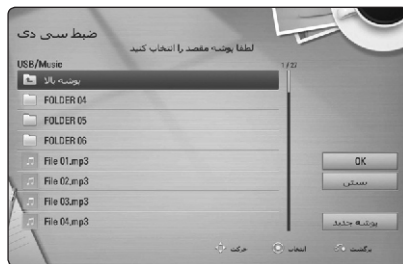 ضبط سی دی
لطفا پوشه مقصد را انتخاب کنید
USB/Music
1 / 27
پوشه بالا
FOLDER 04
FOLDER 05
FOLDER 06
File 01.mp3
OK
File 02.mp3
بستن
File 03.mp3
File 04.mp3
پوشه جدید
حرکت انتخاب برگشت